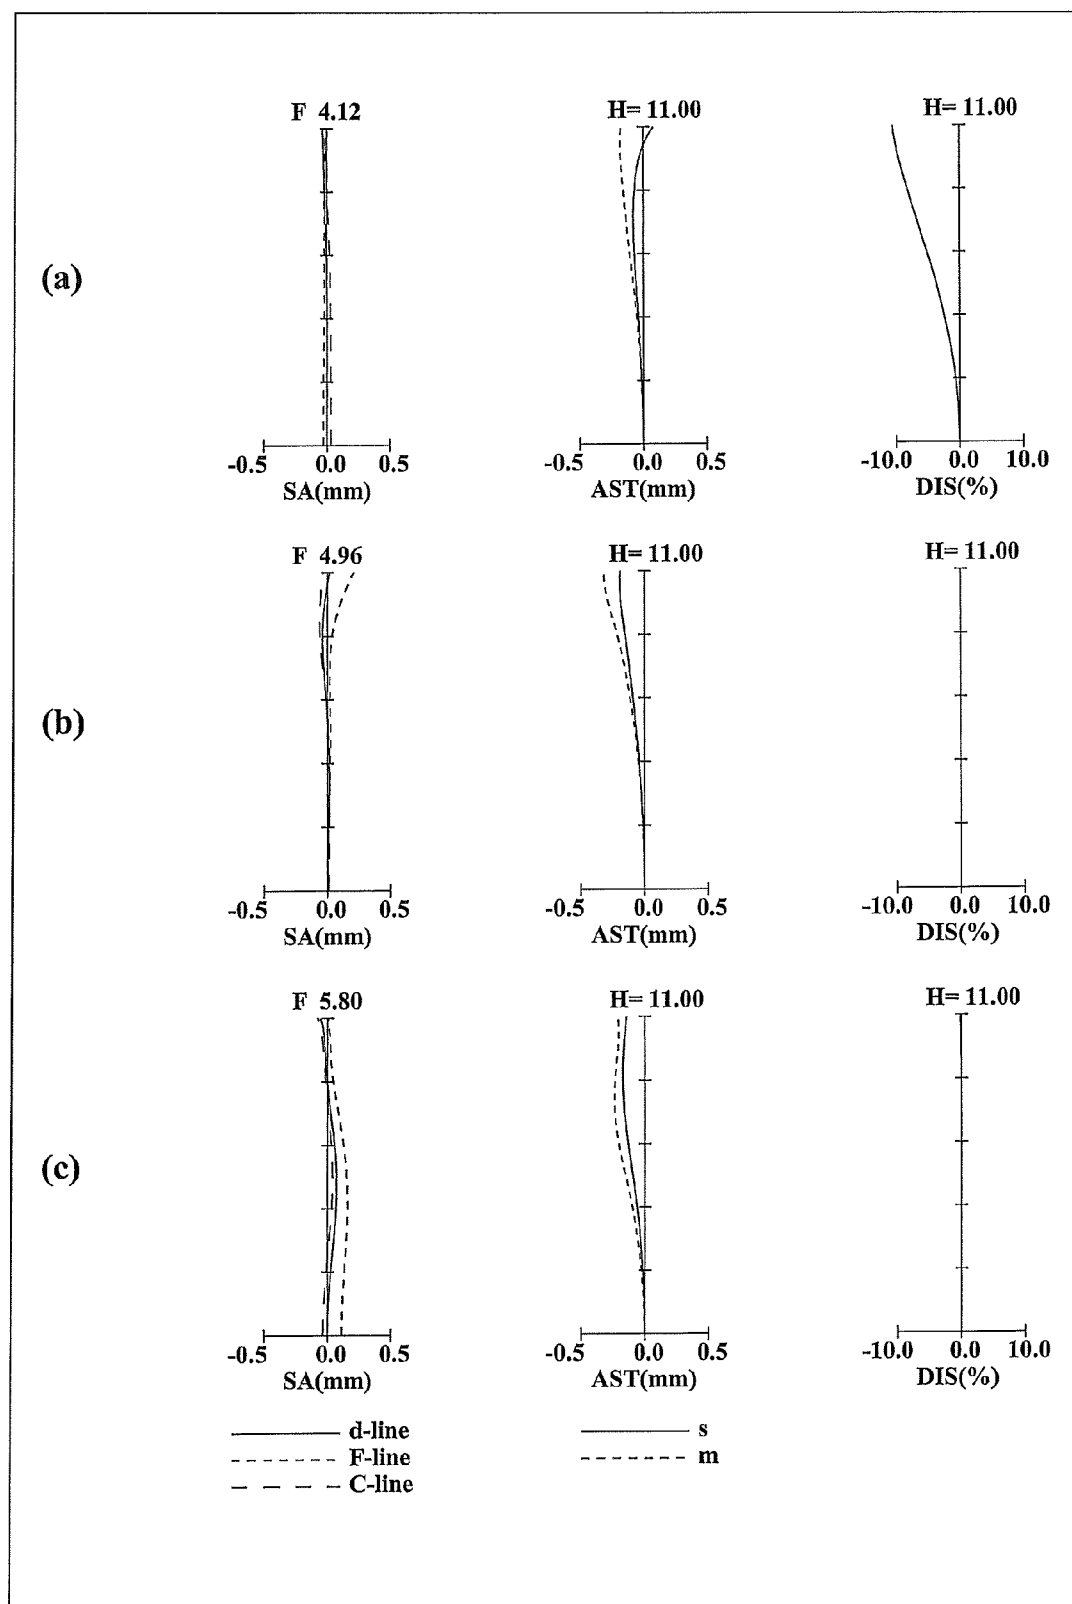 F 4.12 H= 11.00 H= 11.00
(a)
-0.5 0.0 0.5 -0.5 0.0 0.5 -10.0 0.0 10.0
SA(mm) AST(mm) DIS(%)
F 4.96 H= 11.00 H= 11.00
(b)
-0.5 0.0 0.5 -0.5 0.0 0.5 -10.0 0.0 10.0
SA(mm) AST(mm) DIS(%)
F 5.80 H= 11.00 H= 11.00
(c)
-0.5 0.0 0.5 -0.5 0.0 0.5 -10.0 0.0 10.0
SA(mm) AST(mm) DIS(%)
d-line s
F-line m
C-line